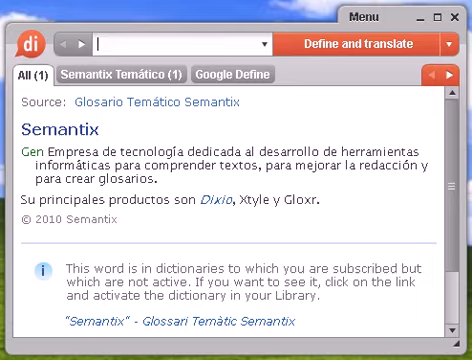 Menu
di
Define and translate
All (1) Semantix Temático (1) Google Define
Source: Glosario Temático Semantix
Semantix
Gen Empresa de tecnología dedicada al desarrollo de herramientas
informáticas para comprender textos, para mejorar la redacción y
para crear glosarios.
Su principales productos son Dixio, Xtyle y Gloxr.
© 2010 Semantix
i
This word is in dictionaries to which you are subscribed but
which are not active. If you want to see it, click on the link
and activate the dictionary in your Library.
"Semantix" - Glossari Temàtic Semantix